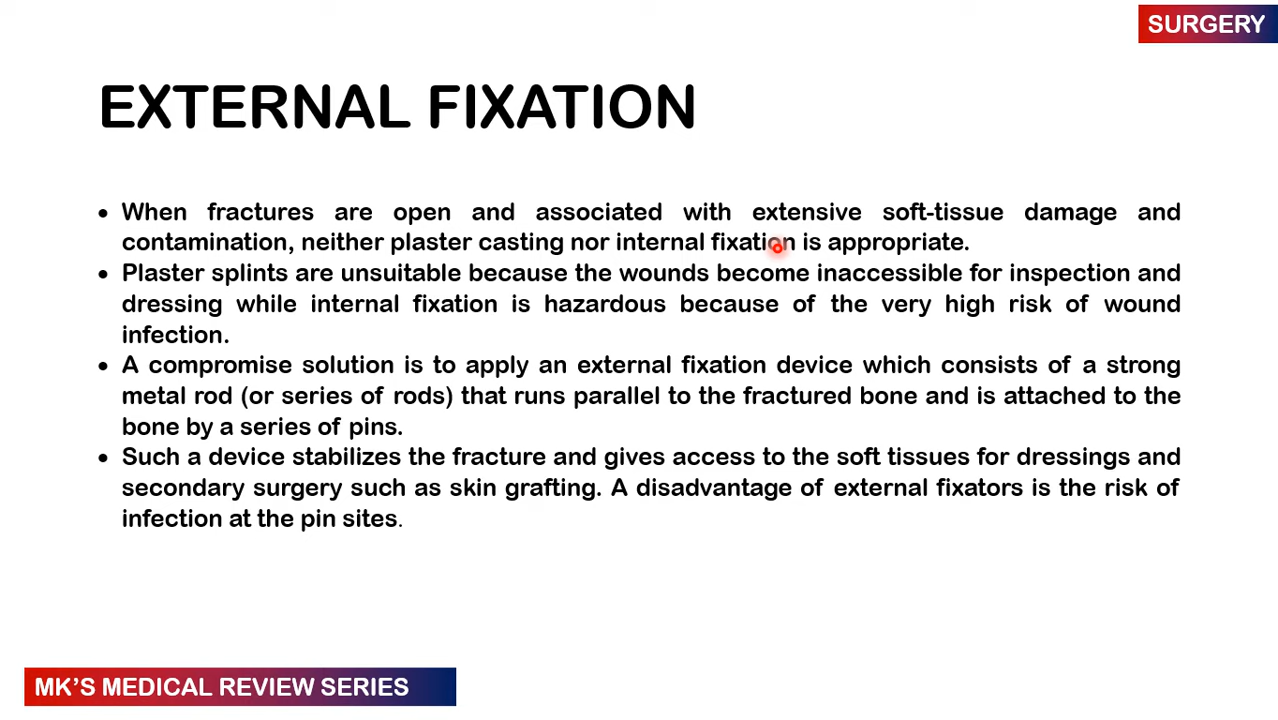 SURGERY
EXTERNAL FIXATION
• When fractures are open and associated with extensive soft-tissue damage and
contamination, neither plaster casting nor internal fixation is appropriate.
• Plaster splints are unsuitable because the wounds become inaccessible for inspection and
dressing while internal fixation is hazardous because of the very high risk of wound
infection.
• A compromise solution is to apply an external fixation device which consists of a strong
metal rod (or series of rods) that runs parallel to the fractured bone and is attached to the
bone by a series of pins.
• Such a device stabilizes the fracture and gives access to the soft tissues for dressings and
secondary surgery such as skin grafting. A disadvantage of external fixators is the risk of
infection at the pin sites.
MK'S MEDICAL REVIEW SERIES